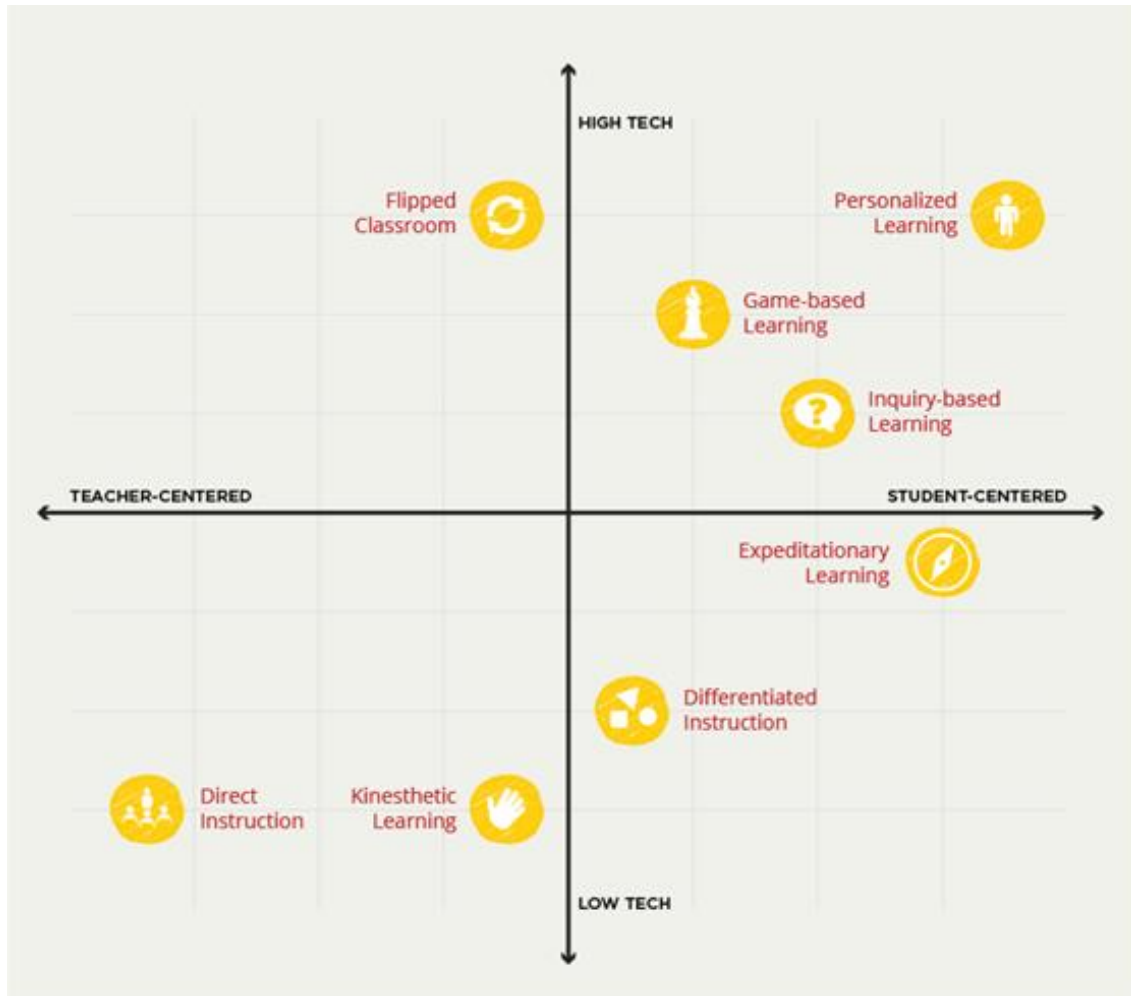 HIGH TECH
Flipped
Classroom
Personalized
Learning
Game-based
Learning
?
Inquiry-based
Learning
TEACHER-CENTERED
STUDENT-CENTERED
Expeditationary
Learning
Differentiated
Instruction
Direct
Instruction
Kinesthetic
Learning
LOW TECH